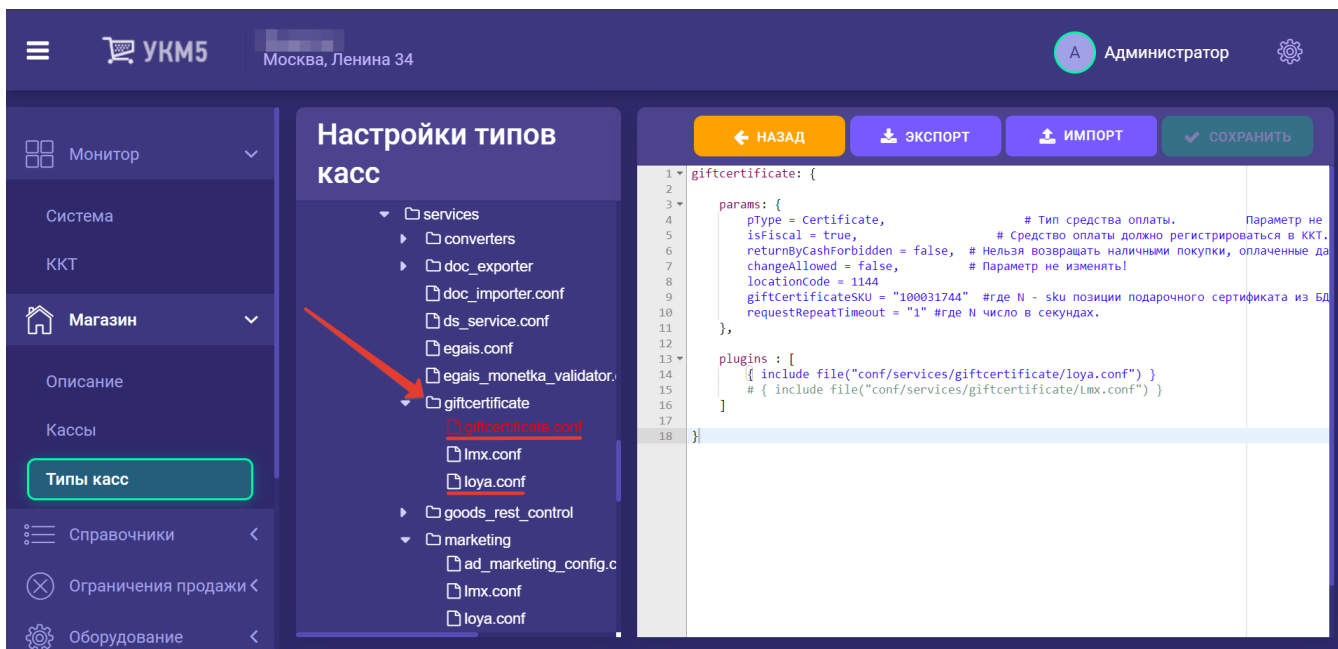 УКМ5
Москва, Ленина 34
А
Администратор
Монитор
Система
ККТ
Магазин
Описание
Кассы
Типы касс
Справочники
Ограничения продажи
Оборудование
Настройки типов
касс
services
converters
doc_exporter
doc_importer.conf
ds_service.conf
egais.conf
egais_monetka_validator.
giftcertificate
giftcertificate.conf
lmx.conf
loya.conf
goods_rest_control
marketing
ad_marketing_config.c
lmx.conf
loya.conf
НАЗАД
ЭКСПОРТ
ИМПОРТ
СОХРАНИТЬ
1 giftcertificate: {
2
3 params: {
4 pType = Certificate, # Тип средства оплаты. Параметр не
5 isFiscal = true, # Средство оплаты должно регистрироваться в ККТ.
6 returnByCashForbidden = false, # Нельзя возвращать наличными покупки, оплаченные да
7 changeAllowed = false, # Параметр не изменять!
8 locationCode = 1144
9 giftCertificateSKU = "100031744" #где N - sku позиции подарочного сертификата из БД
10 requestRepeatTimeout = "1" #где N число в секундах.
11 },
12
13 plugins : [
14 { include file("conf/services/giftcertificate/loya.conf") }
15 # { include file("conf/services/giftcertificate/Lmx.conf") }
16 ]
17
18 }